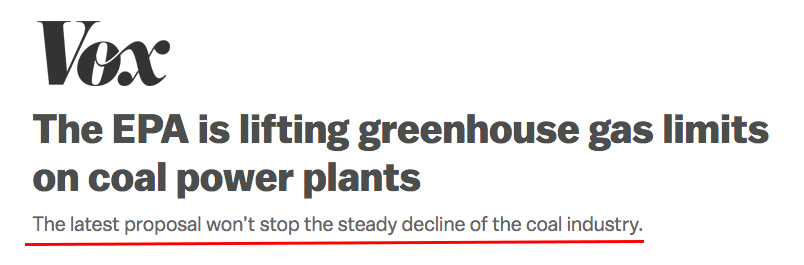 Vox
The EPA is lifting greenhouse gas limits
on coal power plants
The latest proposal won't stop the steady decline of the coal industry.